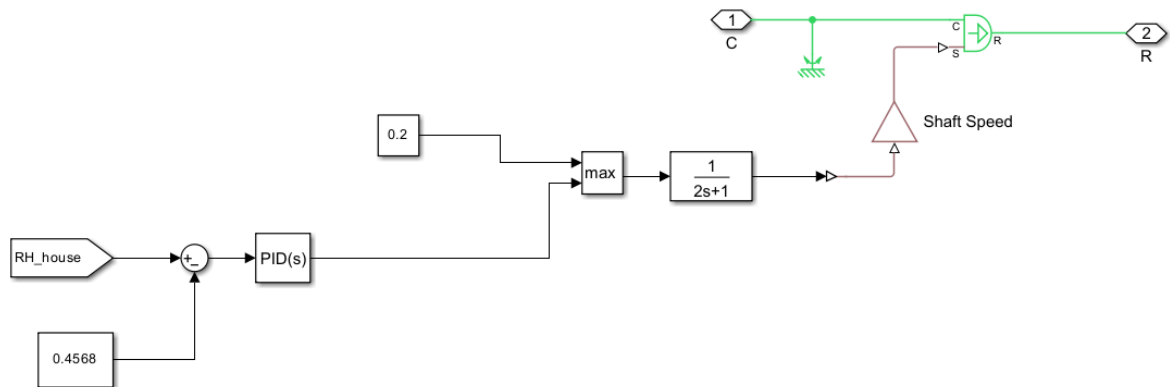 1
C
C
S
R
2
R
Shaft Speed
0.2
max
1
2s+1
RH_house
+
−
PID(s)
0.4568